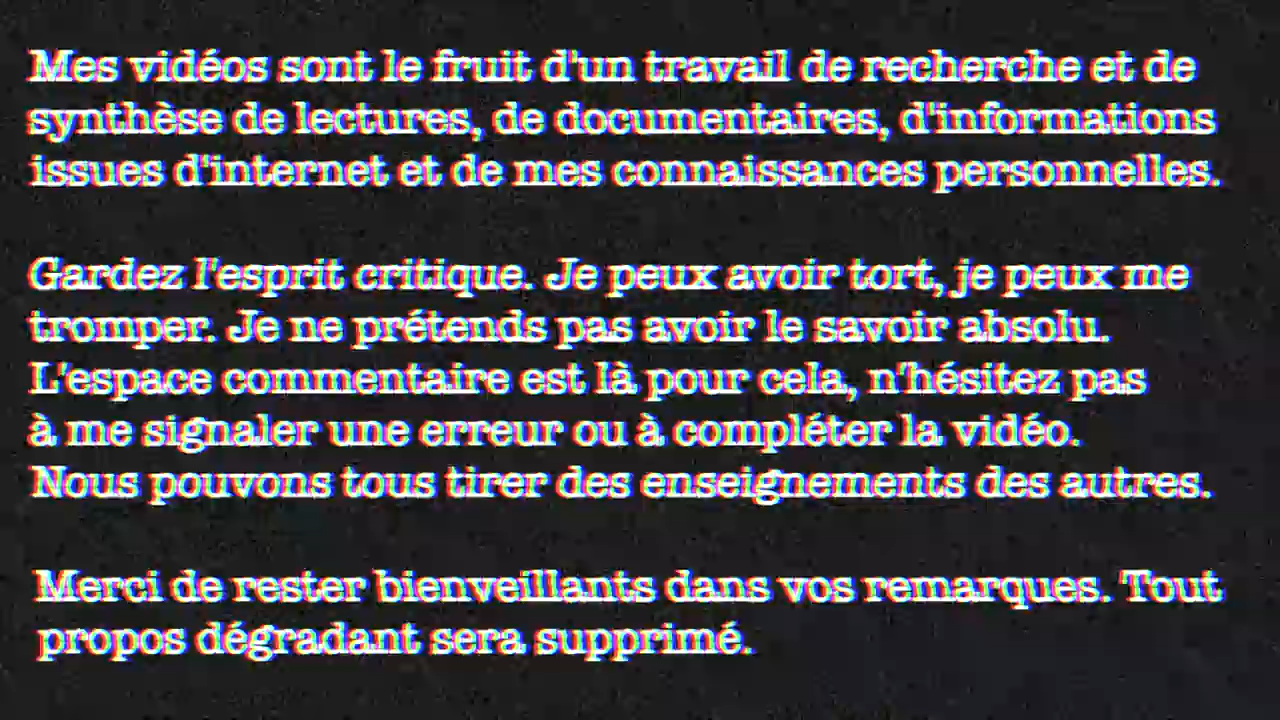 Mes vidéos sont le fruit d'un travail de recherche et de
synthèse de lectures, de documentaires, d'informations
issues d'internet et de mes connaissances personnelles.
Gardez l'esprit critique. Je peux avoir tort, je peux me
tromper. Je ne prétends pas avoir le savoir absolu.
L'espace commentaire est là pour cela, n'hésitez pas
à me signaler une erreur ou à compléter la vidéo.
Nous pouvons tous tirer des enseignements des autres.
Merci de rester bienveillants dans vos remarques. Tout
propos dégradant sera supprimé.